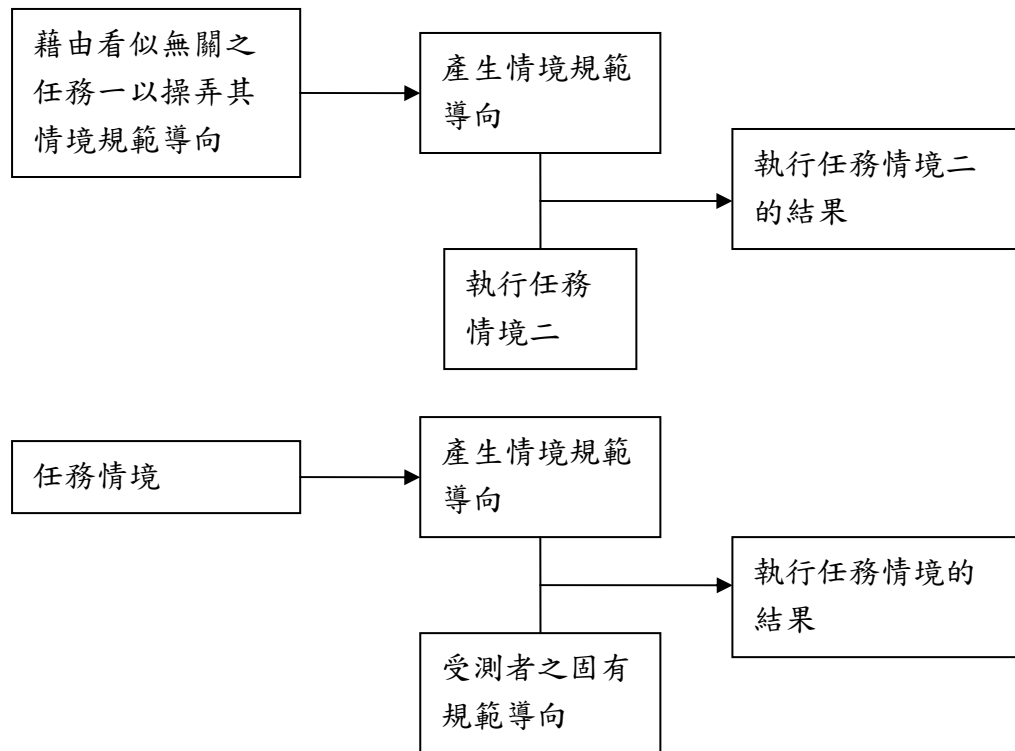 藉由看似無關之
任務一以操弄其
情境規範導向
產生情境規範
導向
執行任務情境二
的結果
執行任務
情境二
任務情境
產生情境規範
導向
執行任務情境的
結果
受測者之固有
規範導向